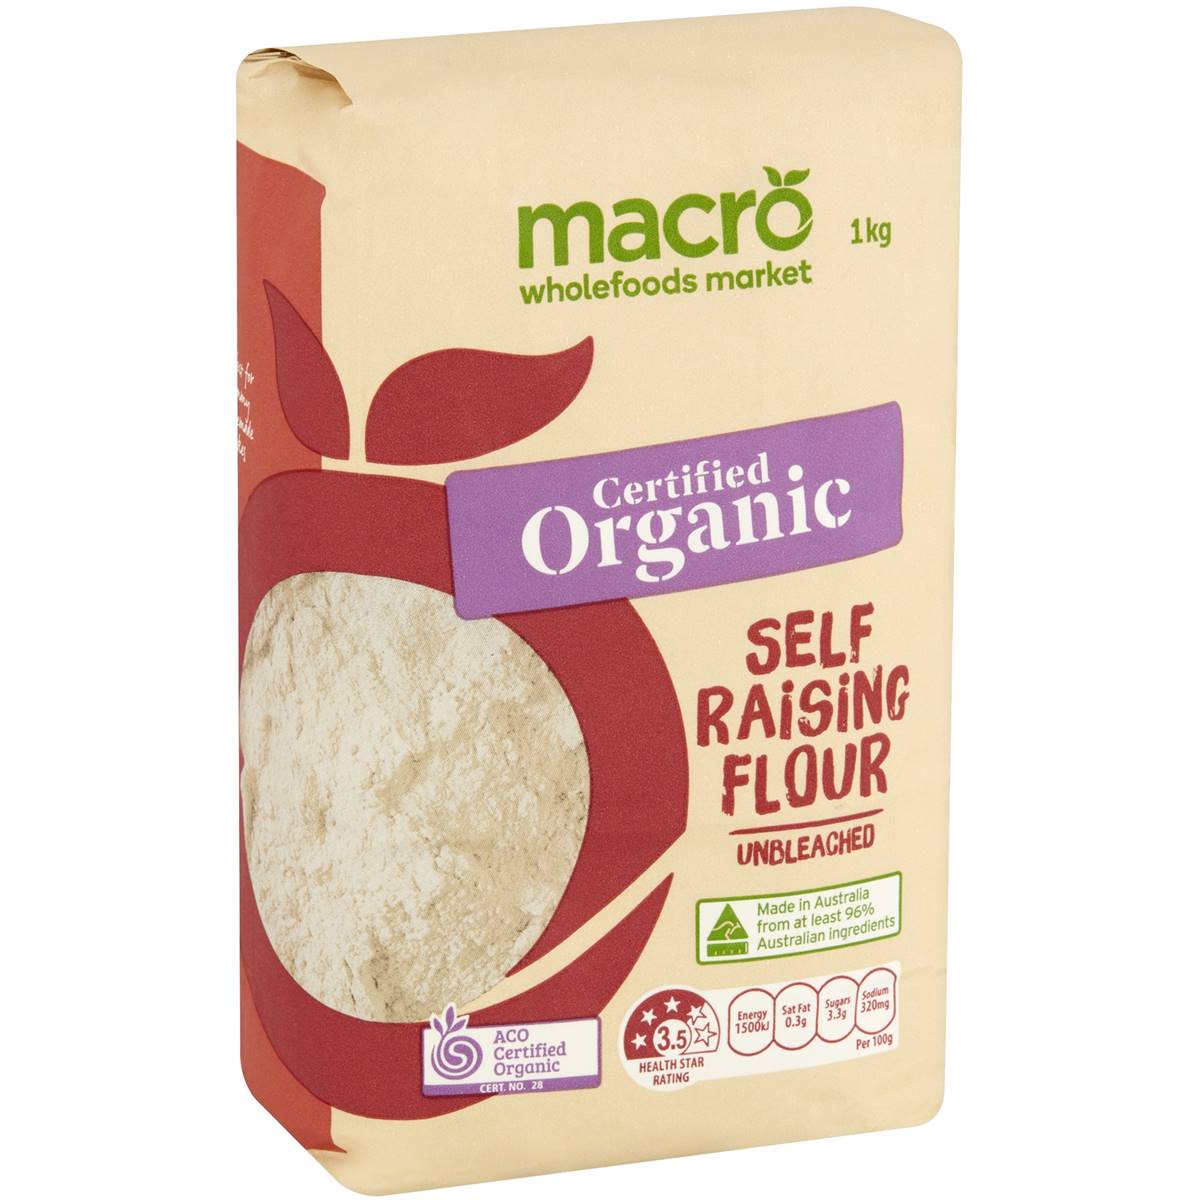 macro
wholefoods market
1kg
Certified
Organic
SELF
RAiSiNG
FLOUR
UNBLEACHED
Made in Australia
from at least 96%
Australian ingredients
3.5
HEALTH STAR
RATING
Energy
1500kJ
Sat Fat
0.3g
Sugars
3.3g
Sodium
320mg
Per 100g
ACO
Certified
Organic
CERT. NO. 28
for